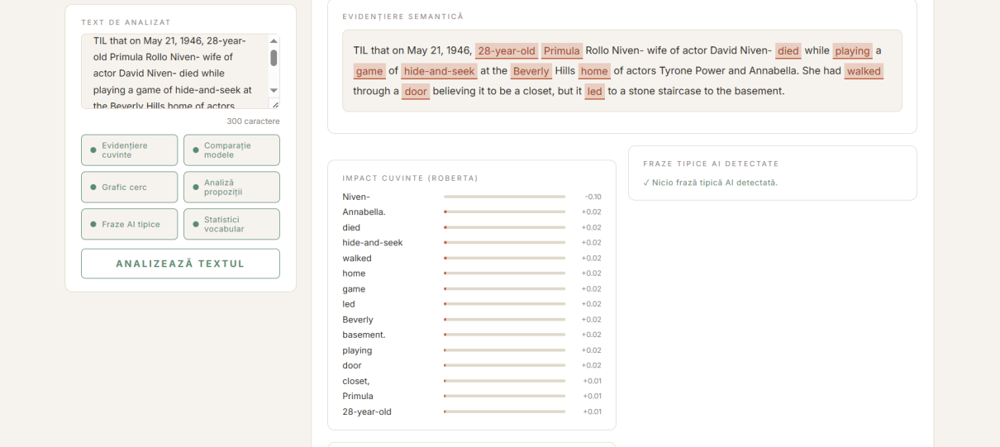 TEXT DE ANALIZAT
TIL that on May 21, 1946, 28-year-
old Primula Rollo Niven- wife of
actor David Niven- died while
playing a game of hide-and-seek at
the Beverly Hills home of actors
300 caractere
Evidențiere
cuvinte
Comparație
modele
Grafic cerc
Analiză
propoziții
Fraze AI tipice
Statistici
vocabular
ANALIZEAZĂ TEXTUL
EVIDENȚIERE SEMANTICĂ
TIL that on May 21, 1946, 28-year-old Primula Rollo Niven- wife of actor David Niven- died while playing a
game of hide-and-seek at the Beverly Hills home of actors Tyrone Power and Annabella. She had walked
through a door believing it to be a closet, but it led to a stone staircase to the basement.
IMPACT CUVINTE (ROBERTA)
Niven- -0.10
Annabella. +0.02
died +0.02
hide-and-seek +0.02
walked +0.02
home +0.02
game +0.02
led +0.02
Beverly +0.02
basement. +0.02
playing +0.02
door +0.02
closet, +0.01
Primula +0.01
28-year-old +0.01
FRAZE TIPICE AI DETECTATE
✓ Nicio frază tipică AI detectată.